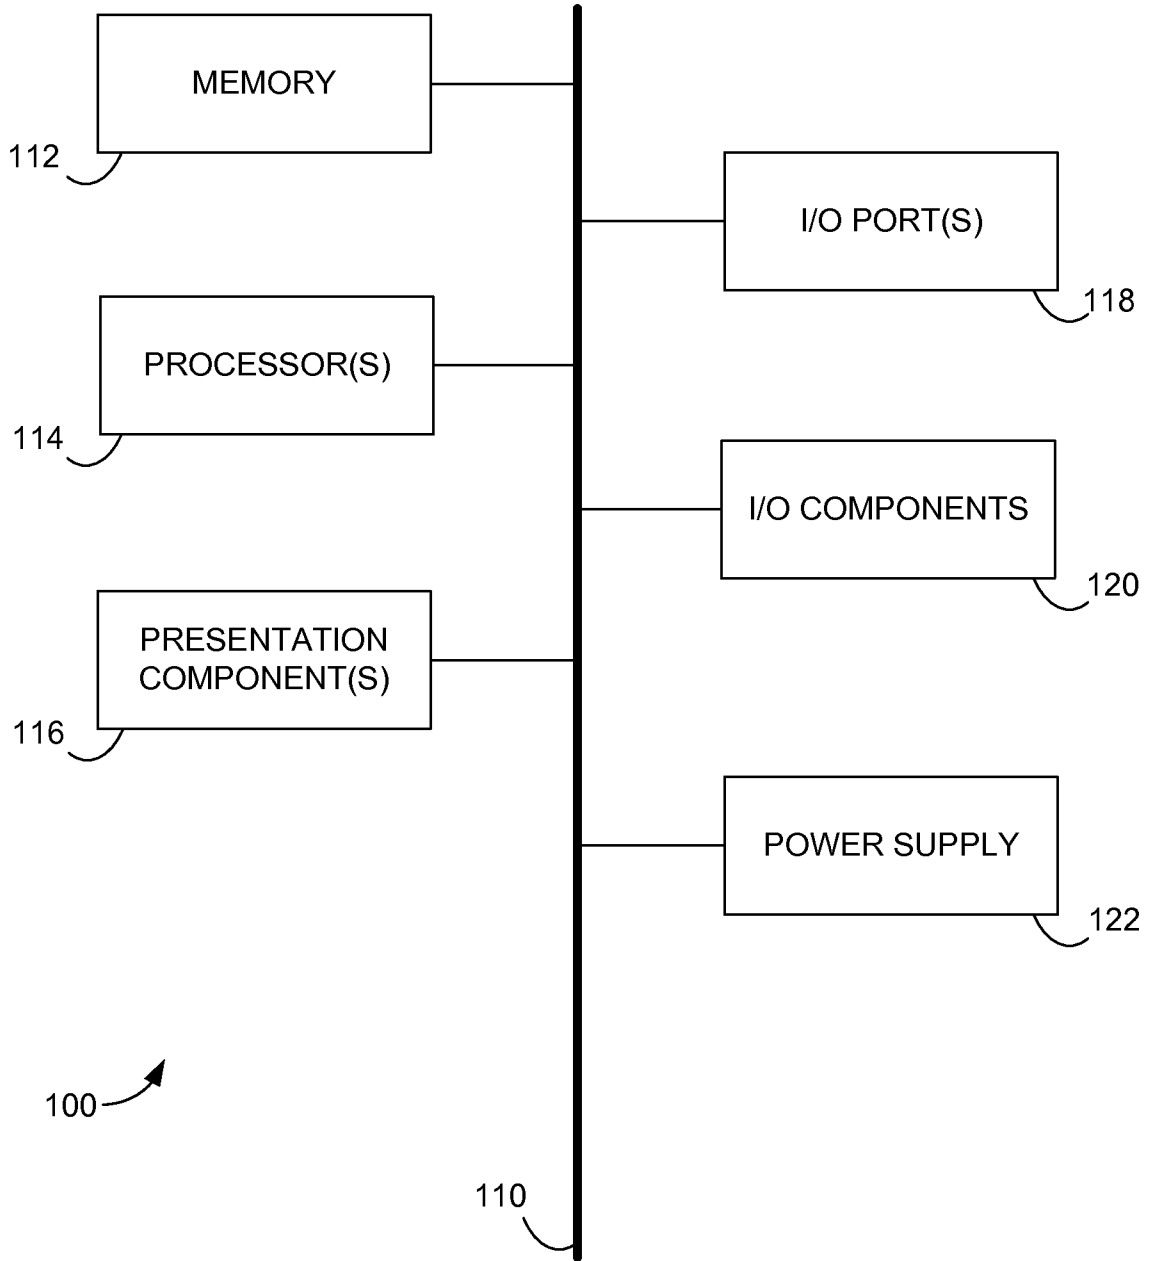 MEMORY
112
I/O PORT(S)
118
PROCESSOR(S)
114
I/O COMPONENTS
120
PRESENTATION
COMPONENT(S)
116
POWER SUPPLY
122
100
110